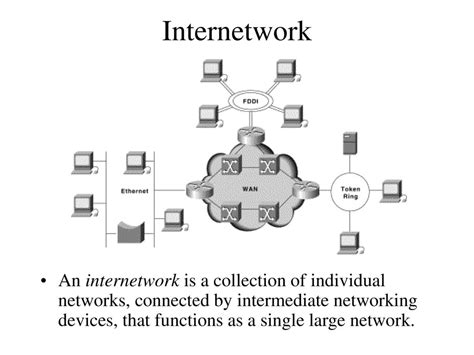 Internetwork
FDDI
Ethernet
WAN
Token
Ring
• An internetwork is a collection of individual
networks, connected by intermediate networking
devices, that functions as a single large network.